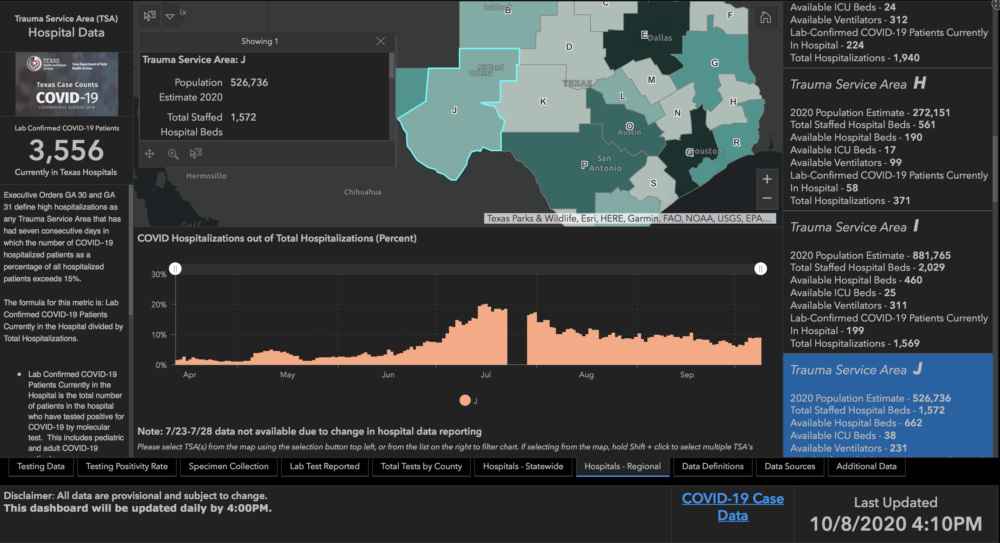 Trauma Service Area (TSA)
Hospital Data
TEXAS
Health and Human
Services
Texas Department of State
Health Services
Texas Case Counts
COVID-19
CORONAVIRUS DISEASE 2019
Lab Confirmed COVID-19 Patients
3,556
Currently in Texas Hospitals
Executive Orders GA 30 and GA
31 define high hospitalizations as
any Trauma Service Area that has
had seven consecutive days in
which the number of COVID-19
hospitalized patients as a
percentage of all hospitalized
patients exceeds 15%.
The formula for this metric is: Lab
Confirmed COVID-19 Patients
Currently in the Hospital divided by
Total Hospitalizations.
● Lab Confirmed COVID-19
Patients Currently in the
Hospital is the total number
of patients in the hospital
who have tested positive for
COVID-19 by molecular
test. This includes pediatric
and adult COVID-19
ix
Showing 1
Trauma Service Area: J
Population 526,736
Estimate 2020
Total Staffed 1,572
Hospital Beds
Hermosillo
Chihuahua
Gulf
Lubbock
B
C
F
E Dallas
D
G
Midland
Odessa
M
TEXAS
L
K
H
J
N
O
Austin
R
Q Houston
San
P Antonio
S
Texas Parks & Wildlife, Esri, HERE, Garmin, FAO, NOAA, USGS, EPA...
COVID Hospitalizations out of Total Hospitalizations (Percent)
30%
20%
10%
0%
Apr May Jun Jul Aug Sep
J
Note: 7/23-7/28 data not available due to change in hospital data reporting
Please select TSA(s) from the map using the selection button top left, or from the list on the right to filter chart. If selecting from the map, hold Shift + click to select multiple TSA's
Available ICU Beds - 24
Available Ventilators - 312
Lab-Confirmed COVID-19 Patients Currently
In Hospital - 224
Total Hospitalizations - 1,940
Trauma Service Area H
2020 Population Estimate - 272,151
Total Staffed Hospital Beds - 561
Available Hospital Beds - 190
Available ICU Beds - 17
Available Ventilators - 99
Lab-Confirmed COVID-19 Patients Currently
In Hospital - 58
Total Hospitalizations - 371
Trauma Service Area I
2020 Population Estimate - 881,765
Total Staffed Hospital Beds - 2,029
Available Hospital Beds - 460
Available ICU Beds - 25
Available Ventilators - 311
Lab-Confirmed COVID-19 Patients Currently
In Hospital - 199
Total Hospitalizations - 1,569
Trauma Service Area J
2020 Population Estimate - 526,736
Total Staffed Hospital Beds - 1,572
Available Hospital Beds - 662
Available ICU Beds - 38
Available Ventilators - 231
Testing Data Testing Positivity Rate Specimen Collection Lab Test Reported Total Tests by County Hospitals - Statewide Hospitals - Regional Data Definitions Data Sources Additional Data
Disclaimer: All data are provisional and subject to change.
This dashboard will be updated daily by 4:00PM.
COVID-19 Case
Data
Last Updated
10/8/2020 4:10PM